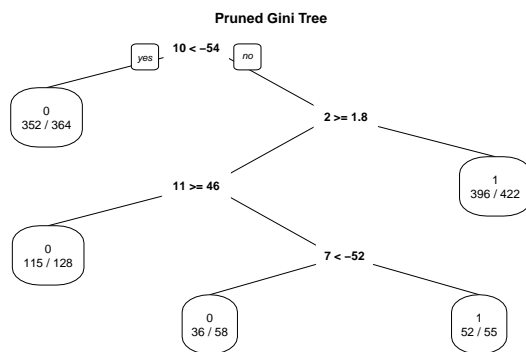 Pruned Gini Tree
yes
10 < −54
no
0
352 / 364
2 >= 1.8
1
396 / 422
11 >= 46
0
115 / 128
7 < −52
0
36 / 58
1
52 / 55